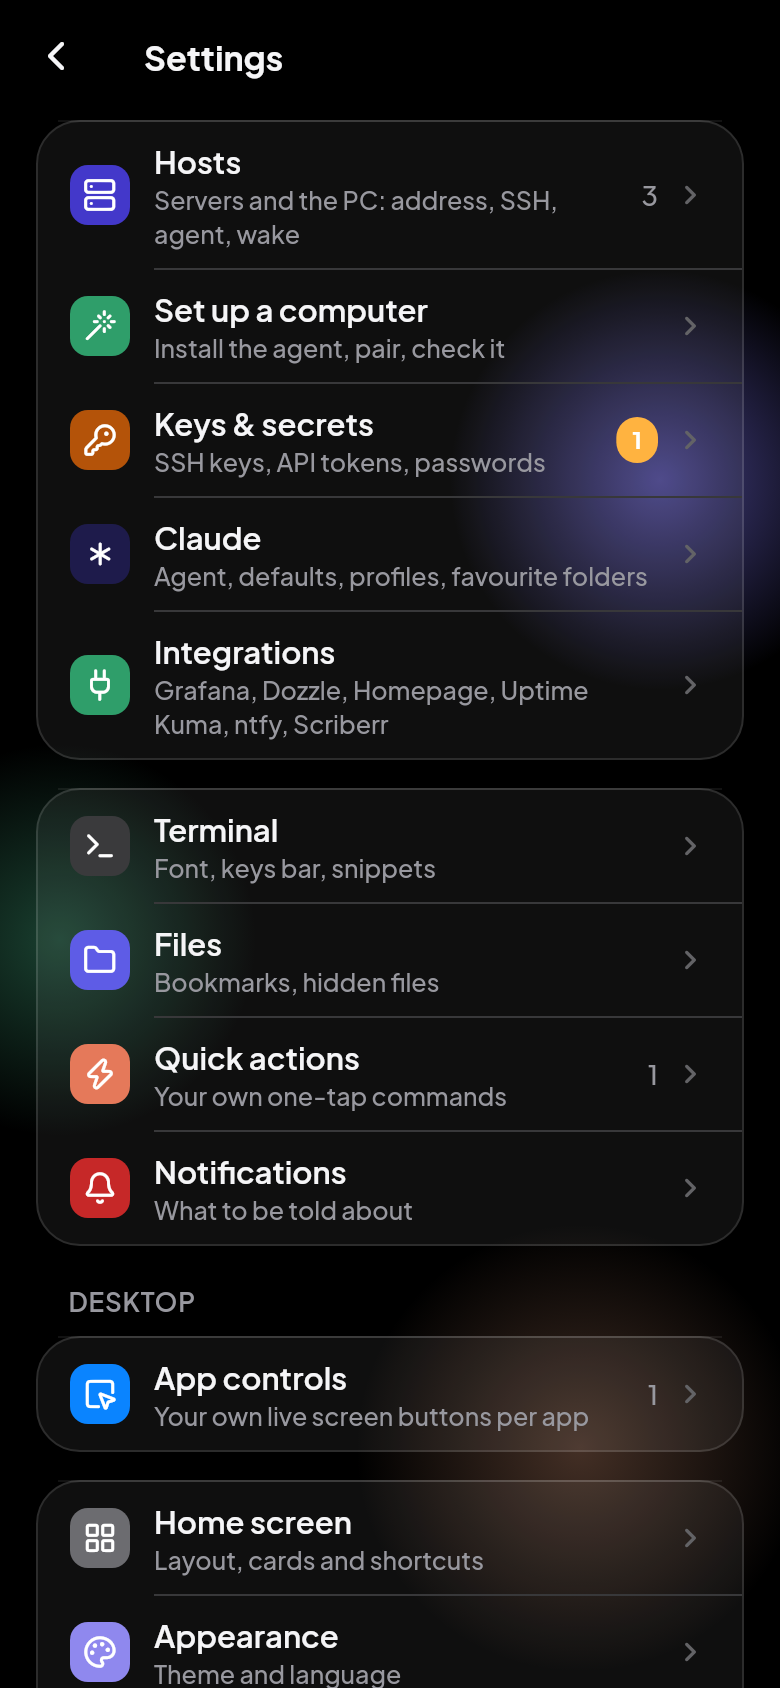 Settings
Hosts
Servers and the PC: address, SSH,
agent, wake
3
Set up a computer
Install the agent, pair, check it
Keys & secrets
SSH keys, API tokens, passwords
1
Claude
Agent, defaults, profiles, favourite folders
Integrations
Grafana, Dozzle, Homepage, Uptime
Kuma, ntfy, Scriberr
Terminal
Font, keys bar, snippets
Files
Bookmarks, hidden files
Quick actions
Your own one-tap commands
1
Notifications
What to be told about
DESKTOP
App controls
Your own live screen buttons per app
1
Home screen
Layout, cards and shortcuts
Appearance
Theme and language